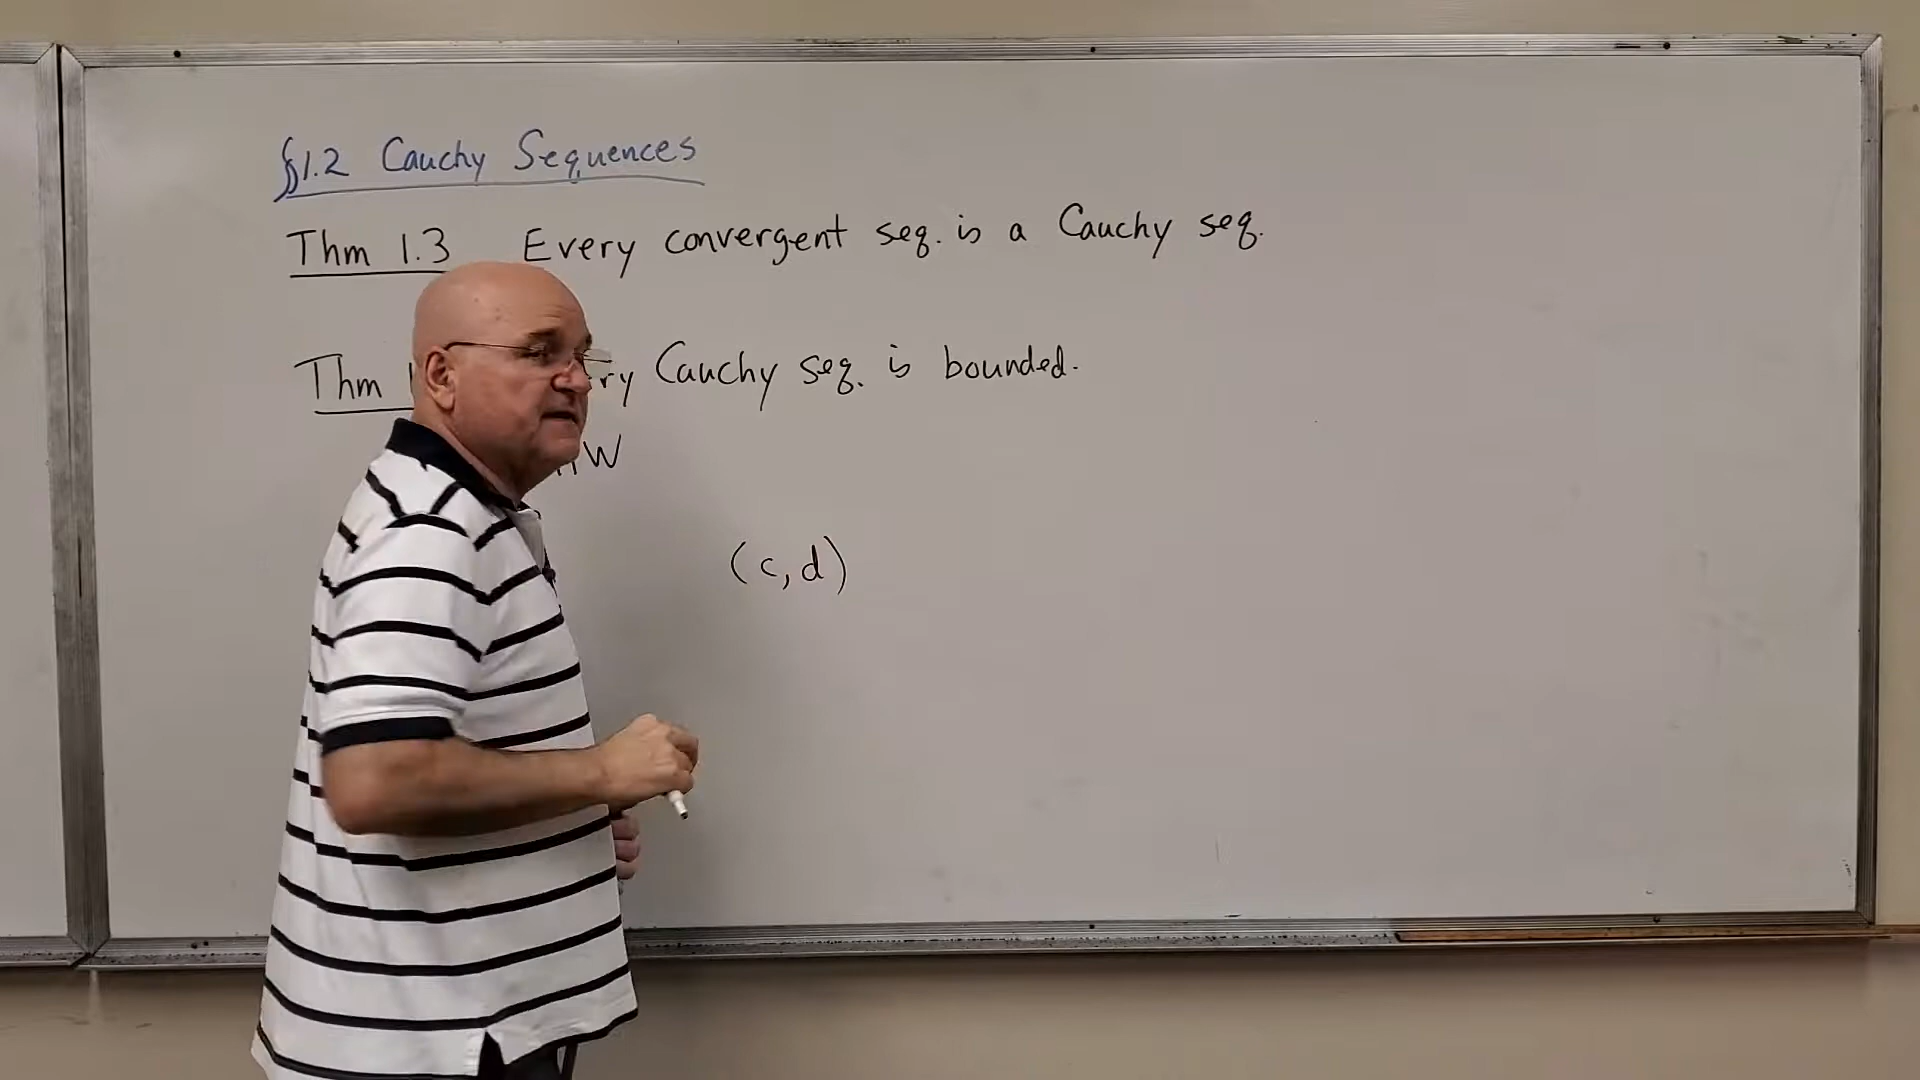 §1.2 Cauchy Sequences
Thm 1.3 Every convergent seq. is a Cauchy seq.
Thm Cauchy seq. is bounded.
(c,d)